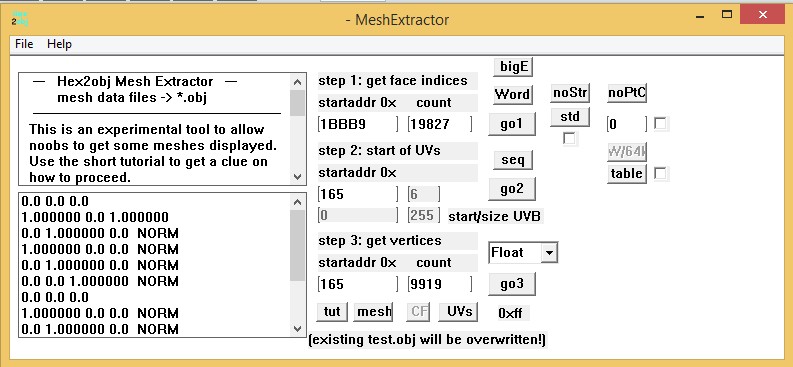 - MeshExtractor
File Help
— Hex2obj Mesh Extractor —
mesh data files -> *.obj
This is an experimental tool to allow
noobs to get some meshes displayed.
Use the short tutorial to get a clue on
how to proceed.
0.0 0.0 0.0
1.000000 0.0 1.000000
0.0 1.000000 0.0 NORM
1.000000 0.0 0.0 NORM
0.0 1.000000 0.0 NORM
0.0 0.0 1.000000 NORM
0.0 0.0 0.0
1.000000 0.0 0.0 NORM
0.0 1.000000 0.0 NORM
step 1: get face indices
startaddr 0x count
[1BBB9 ] [19827 ]
step 2: start of UVs
startaddr 0x
[165 ] [6 ]
[0 ] [255 ] start/size UVB
step 3: get vertices
startaddr 0x count
[165 ] [9919 ]
tut mesh CF UVs
(existing test.obj will be overwritten!)
bigE
Word
go1
seq
go2
Float
go3
0xff
noStr
std
noPtC
[0 ]
table